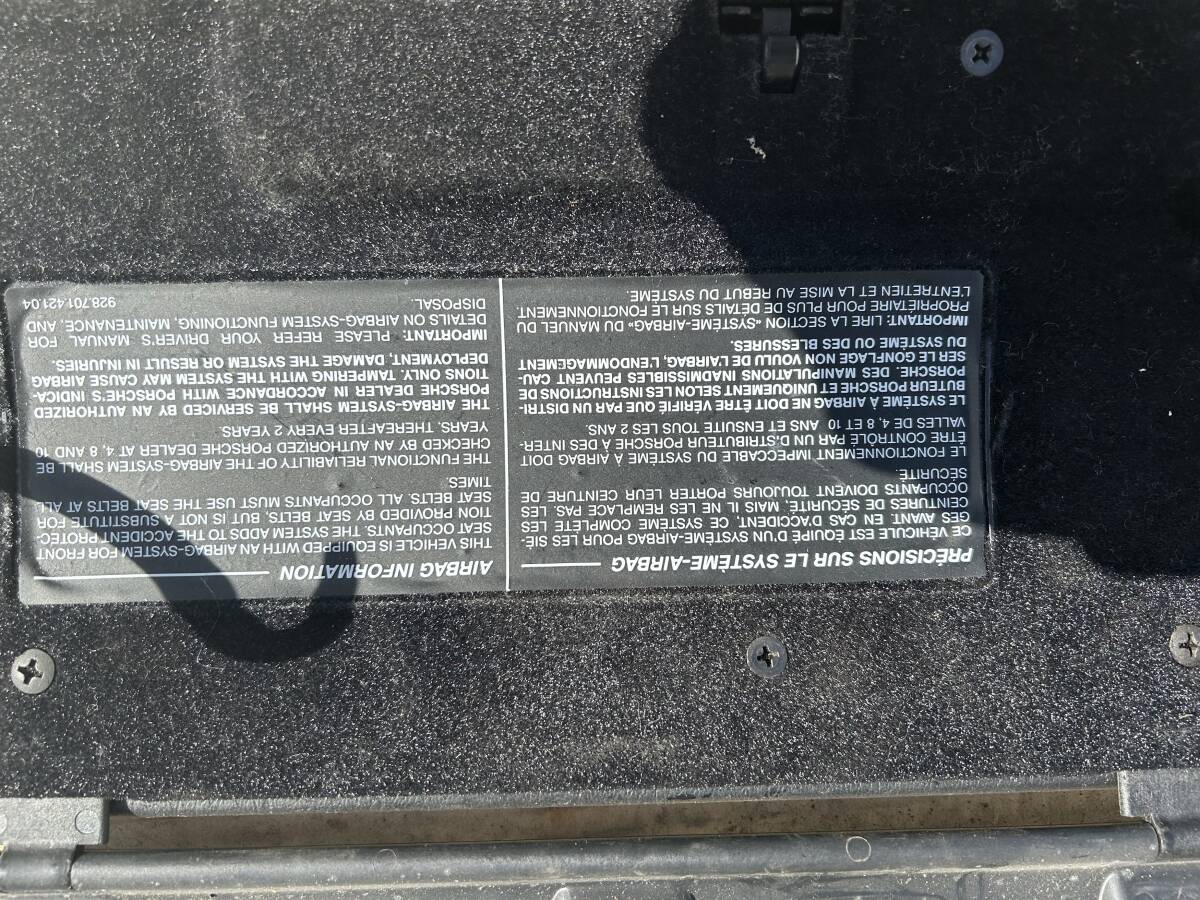 PRÉCISIONS SUR LE SYSTÈME-AIRBAG
CE VÉHICULE EST ÉQUIPÉ D'UN SYSTÈME-AIRBAG POUR LES SIÈ-
GES AVANT. EN CAS D'ACCIDENT, CE SYSTÈME COMPLÈTE LES
CEINTURES DE SÉCURITÉ, MAIS IL NE LES REMPLACE PAS. LES
OCCUPANTS DOIVENT TOUJOURS PORTER LEUR CEINTURE DE
SÉCURITÉ.
LE FONCTIONNEMENT IMPECCABLE DU SYSTÈME À AIRBAG DOIT
ÊTRE CONTRÔLÉ PAR UN DISTRIBUTEUR PORSCHE À DES INTER-
VALLES DE 4, 8 ET 10 ANS ET ENSUITE TOUS LES 2 ANS.
LE SYSTÈME À AIRBAG NE DOIT ÊTRE VÉRIFIÉ QUE PAR UN DISTRI-
BUTEUR PORSCHE ET UNIQUEMENT SELON LES INSTRUCTIONS DE
PORSCHE. DES MANIPULATIONS INADMISSIBLES PEUVENT CAU-
SER LE GONFLAGE NON VOULU DE L'AIRBAG, L'ENDOMMAGEMENT
DU SYSTÈME OU DES BLESSURES.
IMPORTANT: LIRE LA SECTION «SYSTÈME-AIRBAG» DU MANUEL DU
PROPRIÉTAIRE POUR PLUS DE DÉTAILS SUR LE FONCTIONNEMENT,
L'ENTRETIEN ET LA MISE AU REBUT DU SYSTÈME.
AIRBAG INFORMATION
THIS VEHICLE IS EQUIPPED WITH AN AIRBAG-SYSTEM FOR FRONT
SEAT OCCUPANTS. THE SYSTEM ADDS TO THE ACCIDENT PROTEC-
TION PROVIDED BY SEAT BELTS, BUT IS NOT A SUBSTITUTE FOR
SEAT BELTS. ALL OCCUPANTS MUST USE THE SEAT BELTS AT ALL
TIMES.
THE FUNCTIONAL RELIABILITY OF THE AIRBAG-SYSTEM SHALL BE
CHECKED BY AN AUTHORIZED PORSCHE DEALER AT 4, 8 AND 10
YEARS, THEREAFTER EVERY 2 YEARS.
THE AIRBAG-SYSTEM SHALL BE SERVICED BY AN AUTHORIZED
PORSCHE DEALER IN ACCORDANCE WITH PORSCHE'S INDICA-
TIONS ONLY. TAMPERING WITH THE SYSTEM MAY CAUSE AIRBAG
DEPLOYMENT, DAMAGE THE SYSTEM OR RESULT IN INJURIES.
IMPORTANT: PLEASE REFER YOUR DRIVER'S MANUAL FOR
DETAILS ON AIRBAG-SYSTEM FUNCTIONING, MAINTENANCE, AND
DISPOSAL.
928.701.421.04